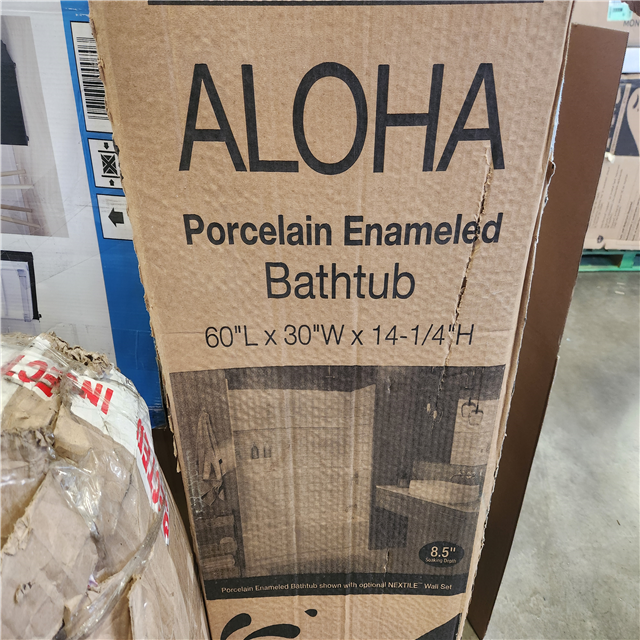 ALOHA
Porcelain Enameled
Bathtub
60"L x 30"W x 14-1/4"H
8.5"
Soaking Depth
Porcelain Enameled Bathtub shown with optional NEXTILE™ Wall Set